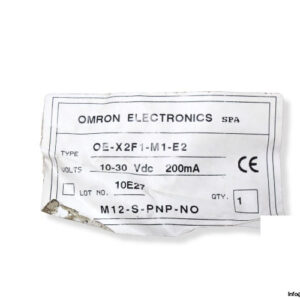 OMRON ELECTRONICS SPA
TYPE OE-X2F1-M1-E2
VOLTS 10-30 Vdc 200mA
CE
LOT NO. 10E27
QTY. 1
M12-S-PNP-NO